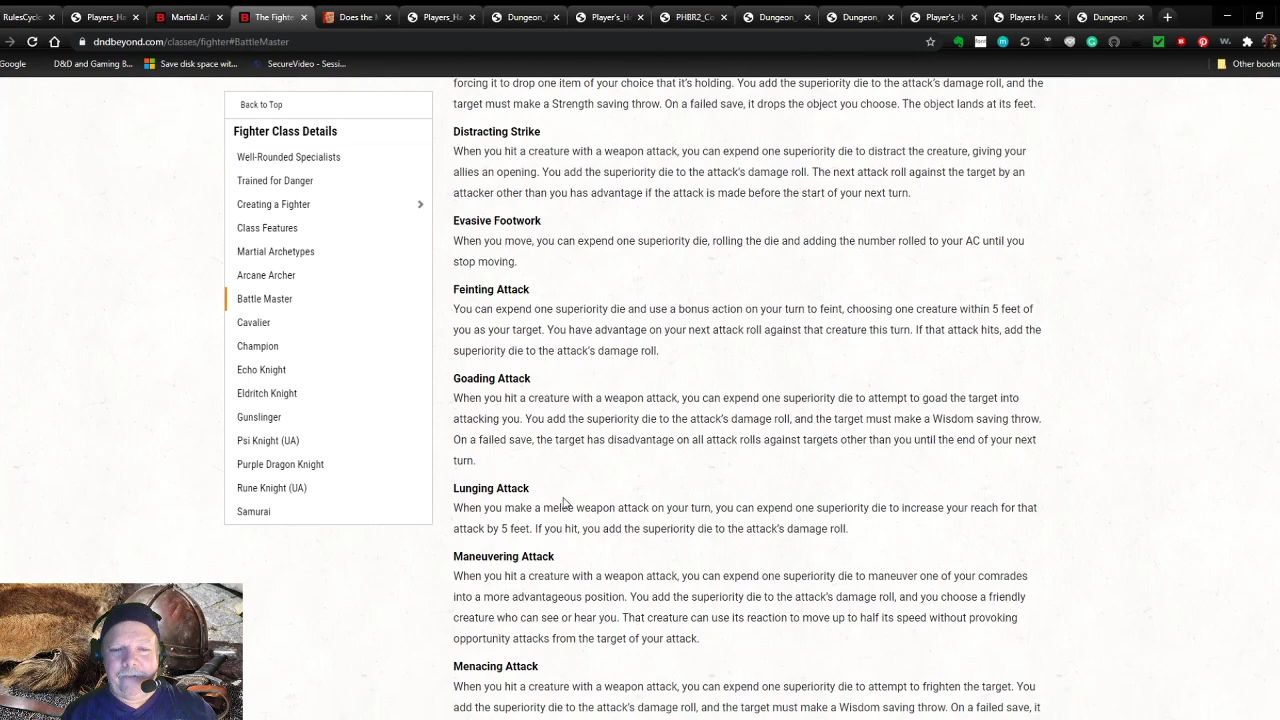 RulesCycl
Players_Ha
Martial Ad
The Fighte
Does the M
Players_Ha
Dungeon_
Player's_Ha
PHBR2_Co
Dungeon_
Dungeon_
Player's_H
Players Ha
Dungeon_
dndbeyond.com/classes/fighter#BattleMaster
Google
D&D and Gaming B...
Save disk space wit...
SecureVideo - Sessi...
Other bookm
Back to Top
Fighter Class Details
Well-Rounded Specialists
Trained for Danger
Creating a Fighter
Class Features
Martial Archetypes
Arcane Archer
Battle Master
Cavalier
Champion
Echo Knight
Eldritch Knight
Gunslinger
Psi Knight (UA)
Purple Dragon Knight
Rune Knight (UA)
Samurai
forcing it to drop one item of your choice that it's holding. You add the superiority die to the attack's damage roll, and the
target must make a Strength saving throw. On a failed save, it drops the object you choose. The object lands at its feet.
Distracting Strike
When you hit a creature with a weapon attack, you can expend one superiority die to distract the creature, giving your
allies an opening. You add the superiority die to the attack's damage roll. The next attack roll against the target by an
attacker other than you has advantage if the attack is made before the start of your next turn.
Evasive Footwork
When you move, you can expend one superiority die, rolling the die and adding the number rolled to your AC until you
stop moving.
Feinting Attack
You can expend one superiority die and use a bonus action on your turn to feint, choosing one creature within 5 feet of
you as your target. You have advantage on your next attack roll against that creature this turn. If that attack hits, add the
superiority die to the attack's damage roll.
Goading Attack
When you hit a creature with a weapon attack, you can expend one superiority die to attempt to goad the target into
attacking you. You add the superiority die to the attack's damage roll, and the target must make a Wisdom saving throw.
On a failed save, the target has disadvantage on all attack rolls against targets other than you until the end of your next
turn.
Lunging Attack
When you make a melee weapon attack on your turn, you can expend one superiority die to increase your reach for that
attack by 5 feet. If you hit, you add the superiority die to the attack's damage roll.
Maneuvering Attack
When you hit a creature with a weapon attack, you can expend one superiority die to maneuver one of your comrades
into a more advantageous position. You add the superiority die to the attack's damage roll, and you choose a friendly
creature who can see or hear you. That creature can use its reaction to move up to half its speed without provoking
opportunity attacks from the target of your attack.
Menacing Attack
When you hit a creature with a weapon attack, you can expend one superiority die to attempt to frighten the target. You
add the superiority die to the attack's damage roll, and the target must make a Wisdom saving throw. On a failed save, it